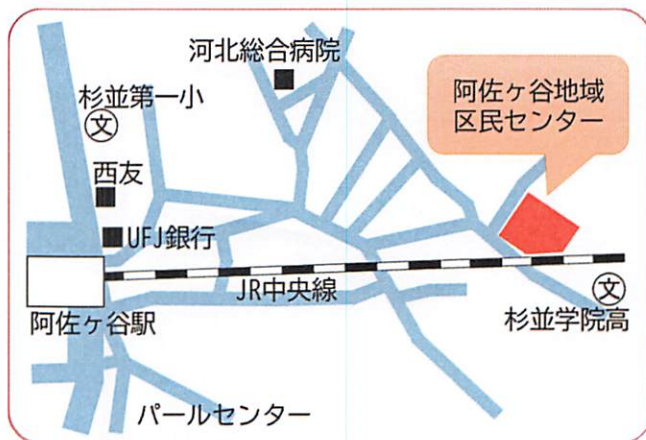 河北総合病院
杉並第一小
文
阿佐ヶ谷地域
区民センター
西友
UFJ銀行
JR中央線
文
阿佐ヶ谷駅
杉並学院高
パールセンター